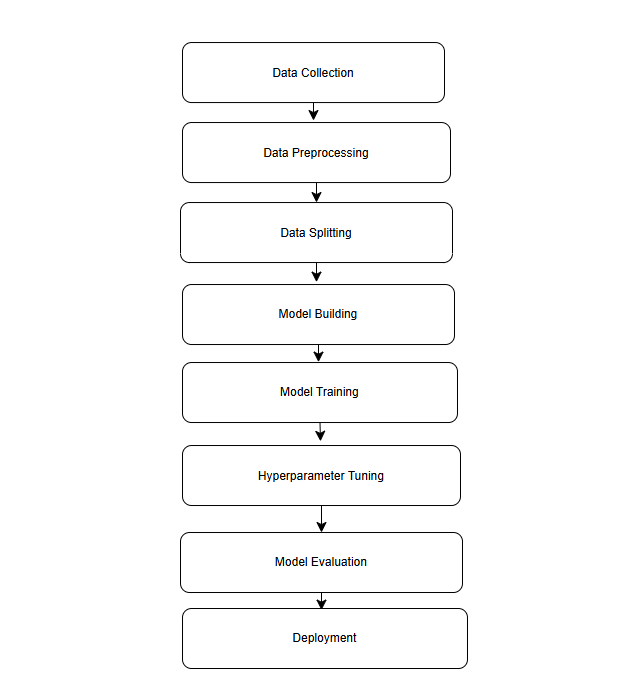 Data Collection
Data Preprocessing
Data Splitting
Model Building
Model Training
Hyperparameter Tuning
Model Evaluation
Deployment